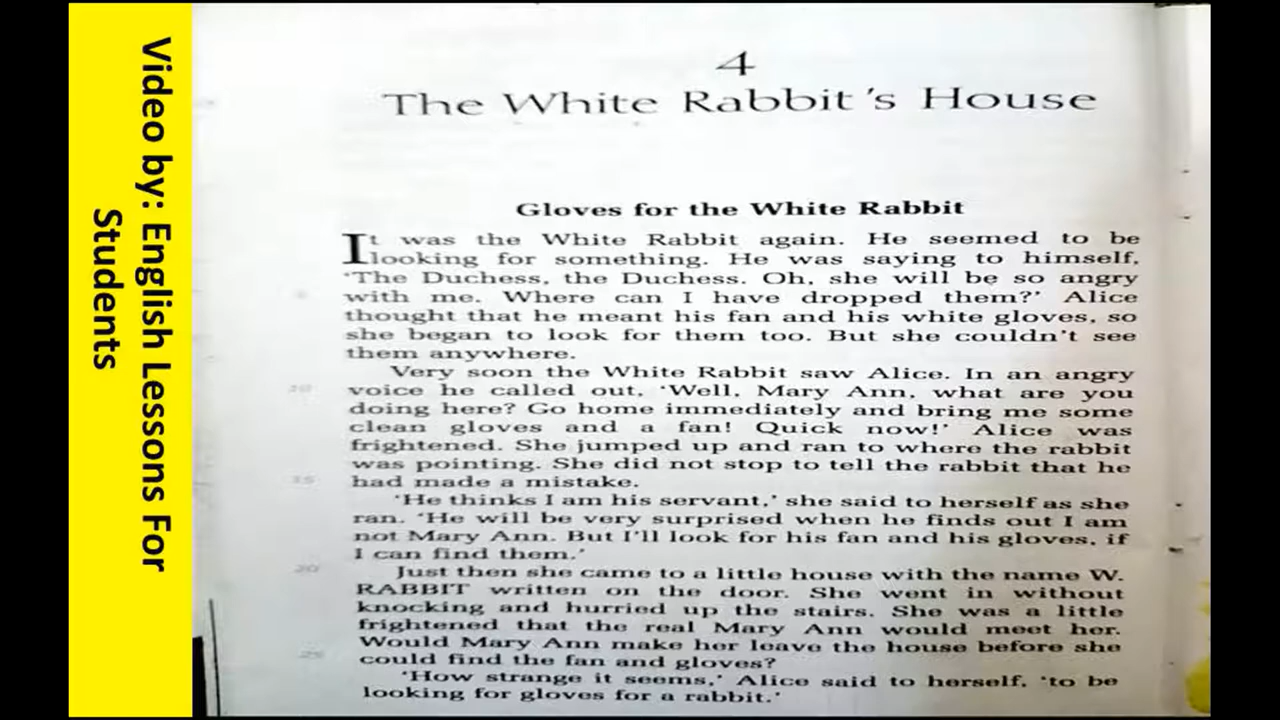 Video by: English Lessons For
Students
4
The White Rabbit's House
Gloves for the White Rabbit
It was the White Rabbit again. He seemed to be
looking for something. He was saying to himself,
'The Duchess, the Duchess. Oh, she will be so angry
with me. Where can I have dropped them?' Alice
thought that he meant his fan and his white gloves, so
she began to look for them too. But she couldn't see
them anywhere.
Very soon the White Rabbit saw Alice. In an angry
10 voice he called out, 'Well, Mary Ann, what are you
doing here? Go home immediately and bring me some
clean gloves and a fan! Quick now!' Alice was
frightened. She jumped up and ran to where the rabbit
was pointing. She did not stop to tell the rabbit that he
15 had made a mistake.
'He thinks I am his servant,' she said to herself as she
ran. 'He will be very surprised when he finds out I am
not Mary Ann. But I'll look for his fan and his gloves, if
I can find them.'
20 Just then she came to a little house with the name W.
RABBIT written on the door. She went in without
knocking and hurried up the stairs. She was a little
frightened that the real Mary Ann would meet her.
Would Mary Ann make her leave the house before she
25 could find the fan and gloves?
'How strange it seems,' Alice said to herself, 'to be
looking for gloves for a rabbit.'